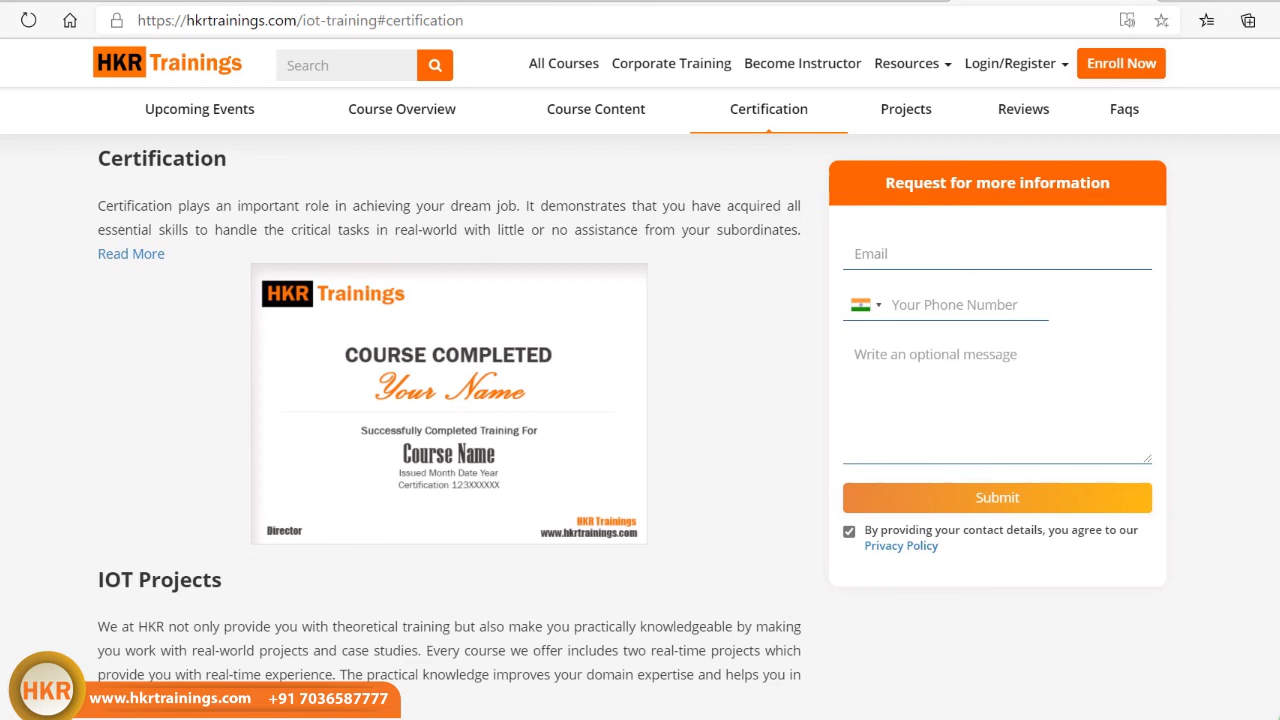 https://hkrtrainings.com/iot-training#certification
HKR Trainings
Search
All Courses
Corporate Training
Become Instructor
Resources
Login/Register
Enroll Now
Upcoming Events
Course Overview
Course Content
Certification
Projects
Reviews
Faqs
Certification
Certification plays an important role in achieving your dream job. It demonstrates that you have acquired all
essential skills to handle the critical tasks in real-world with little or no assistance from your subordinates.
Read More
HKR Trainings
COURSE COMPLETED
Your Name
Successfully Completed Training For
Course Name
Issued Month Date Year
Certification 123XXXXXX
Director
HKR Trainings
www.hkrtrainings.com
Request for more information
Email
Your Phone Number
Write an optional message
Submit
By providing your contact details, you agree to our
Privacy Policy
IOT Projects
We at HKR not only provide you with theoretical training but also make you practically knowledgeable by making
you work with real-world projects and case studies. Every course we offer includes two real-time projects which
provide you with real-time experience. The practical knowledge improves your domain expertise and helps you in
HKR
www.hkrtrainings.com +91 7036587777